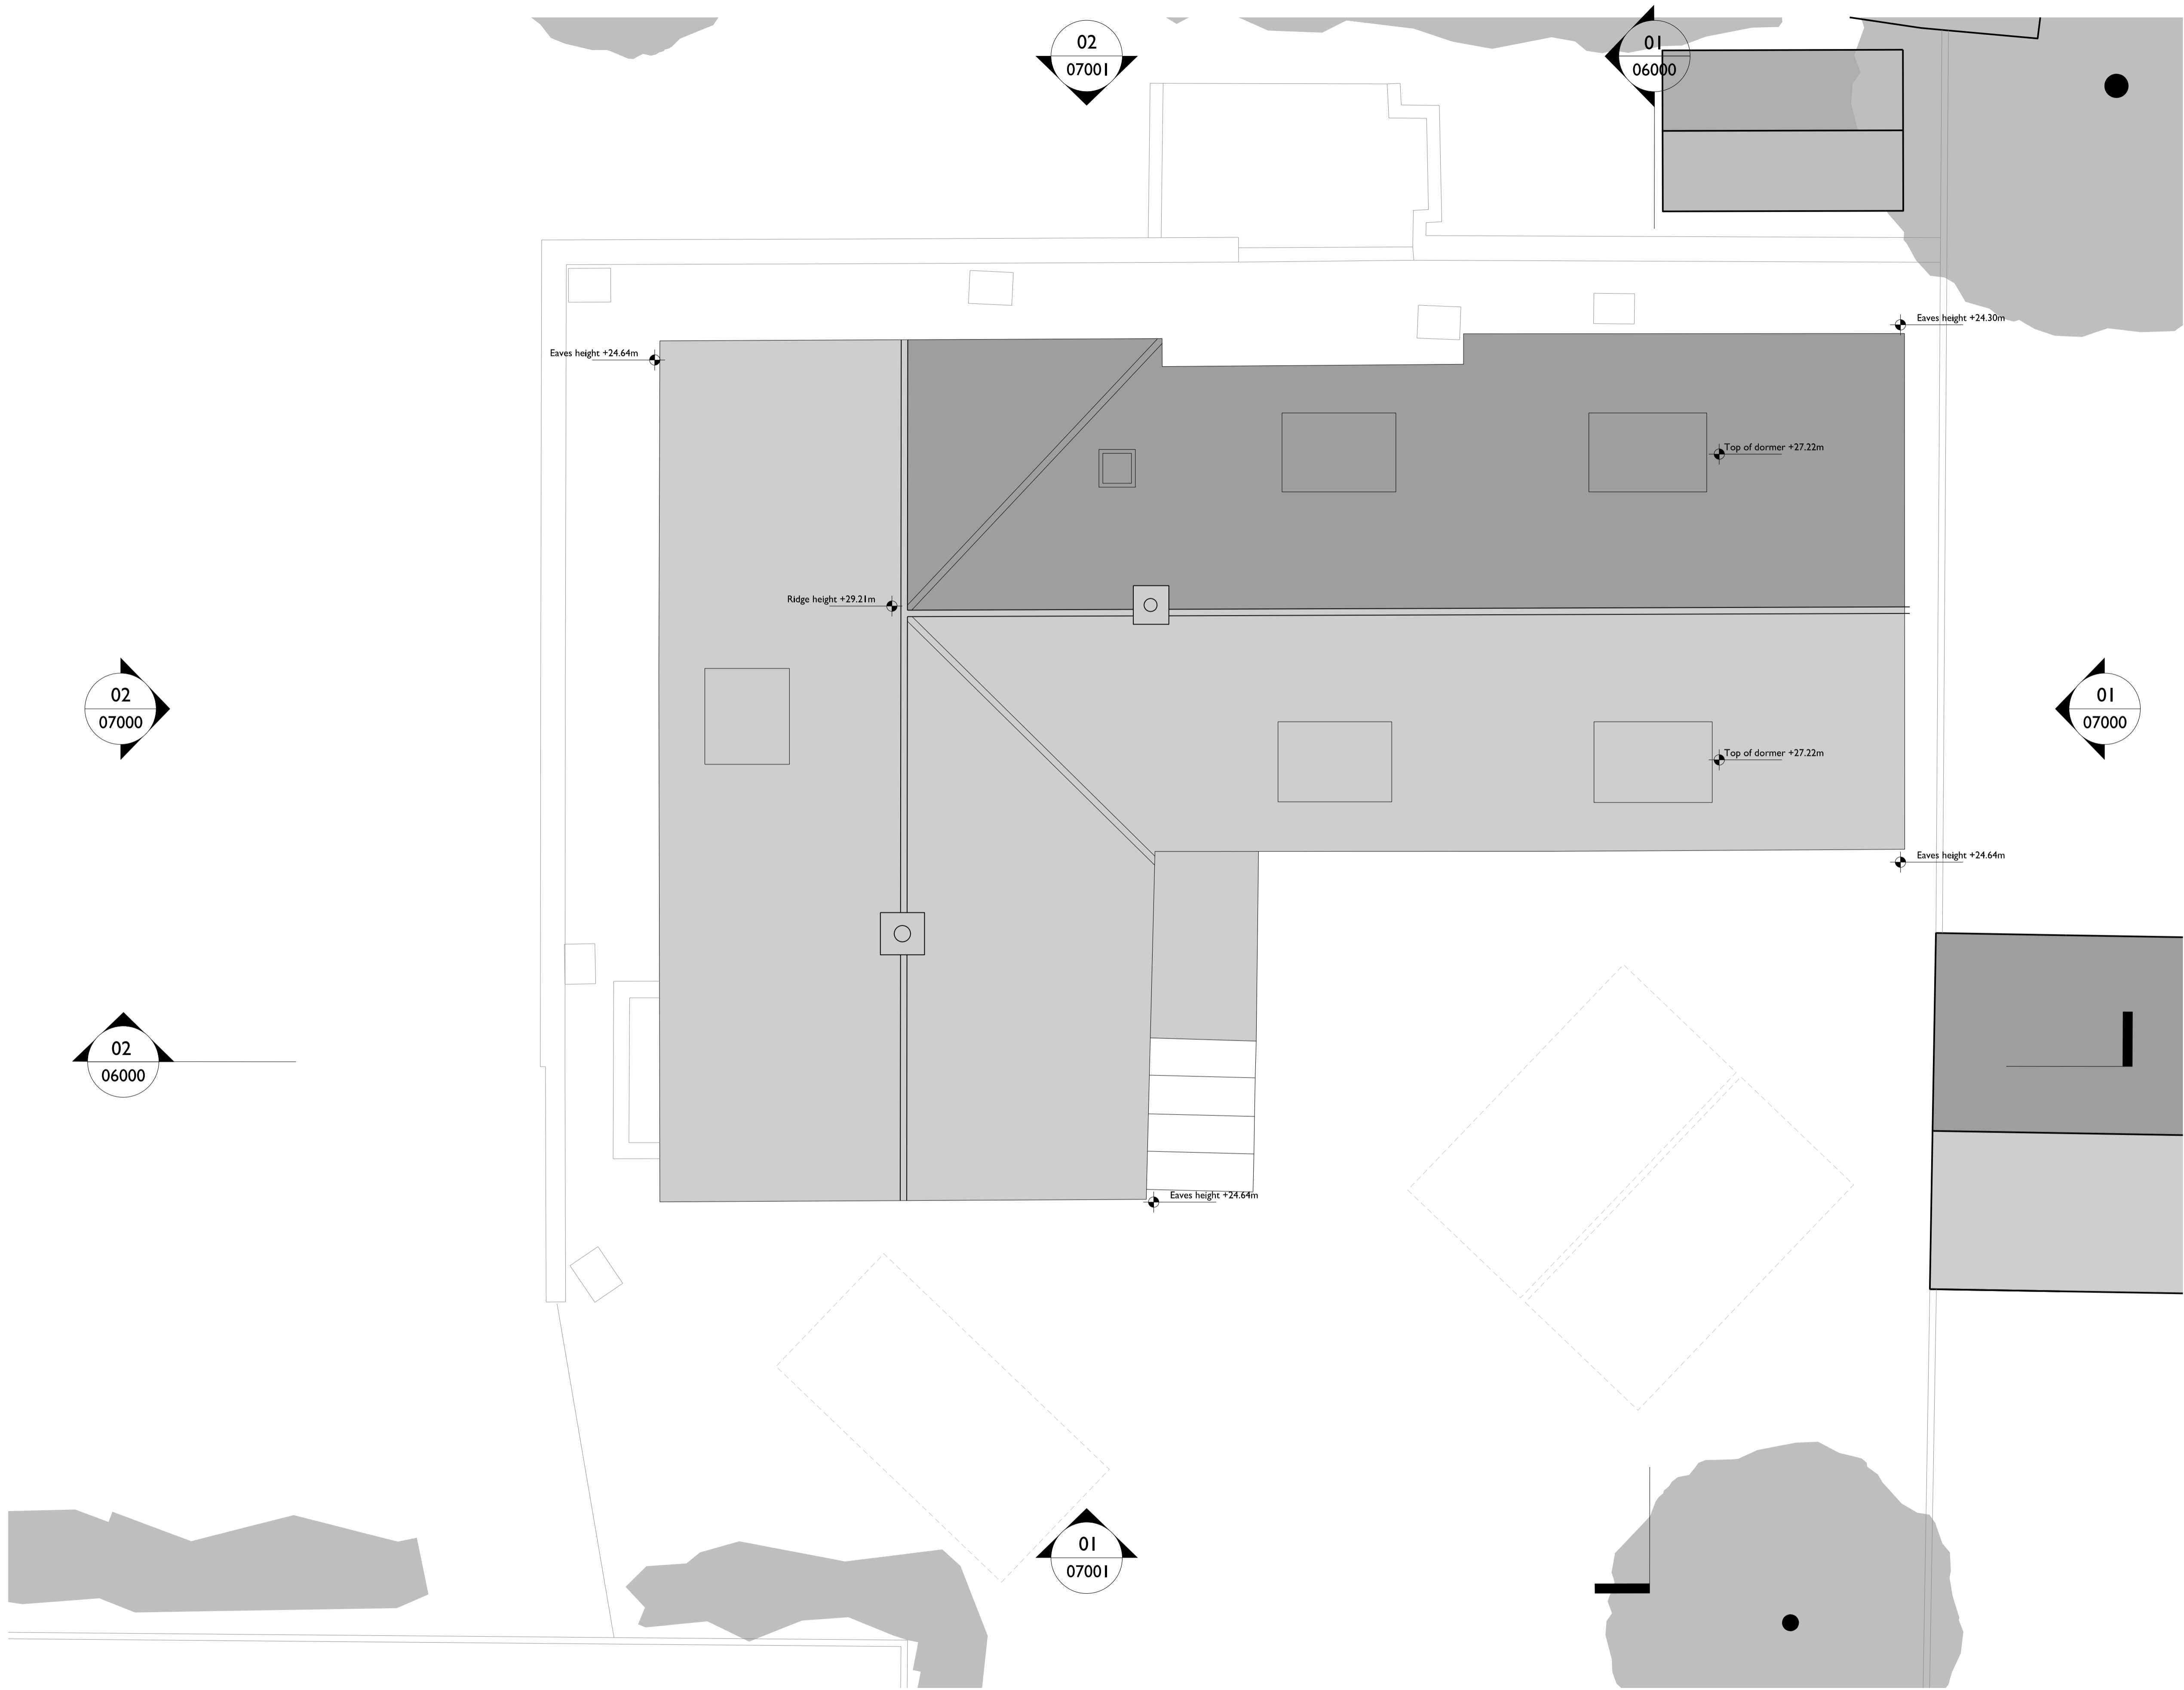 02
07001
01
06000
Eaves height +24.30m
Eaves height +24.64m
Top of dormer +27.22m
Ridge height +29.21m
02
07000
01
07000
Top of dormer +27.22m
Eaves height +24.64m
02
06000
Eaves height +24.64m
01
07001